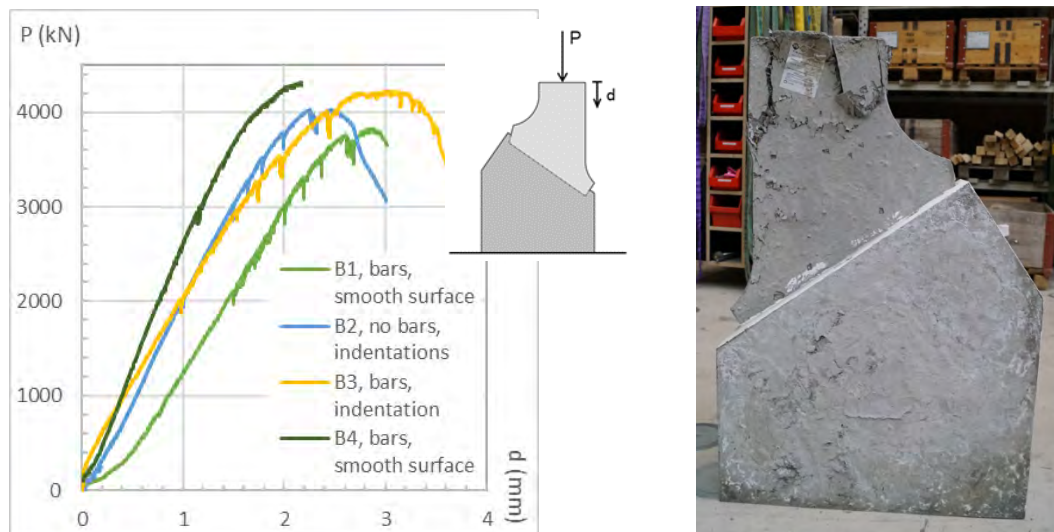 P (kN)
4000
3000
2000
1000
0
0
1
2
3
4
d (mm)
B1, bars,
smooth surface
B2, no bars,
indentations
B3, bars,
indentation
B4, bars,
smooth surface
P
d